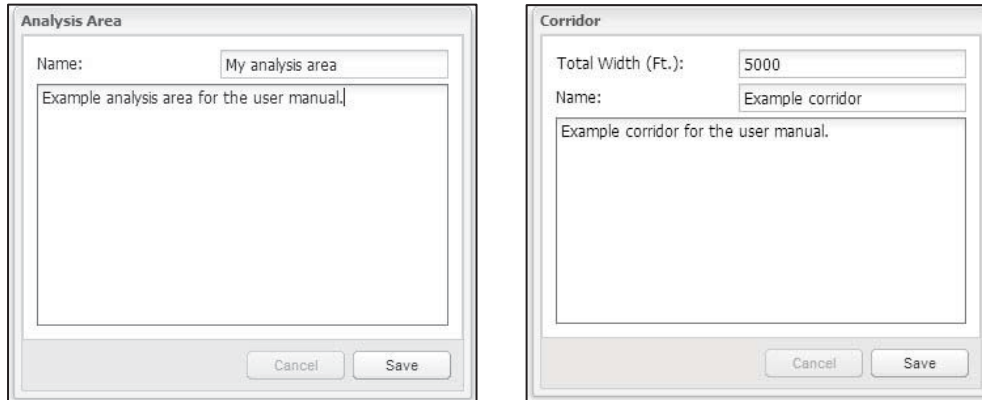 Analysis Area
Name: My analysis area
Example analysis area for the user manual.
Cancel Save
Corridor
Total Width (Ft.): 5000
Name: Example corridor
Example corridor for the user manual.
Cancel Save